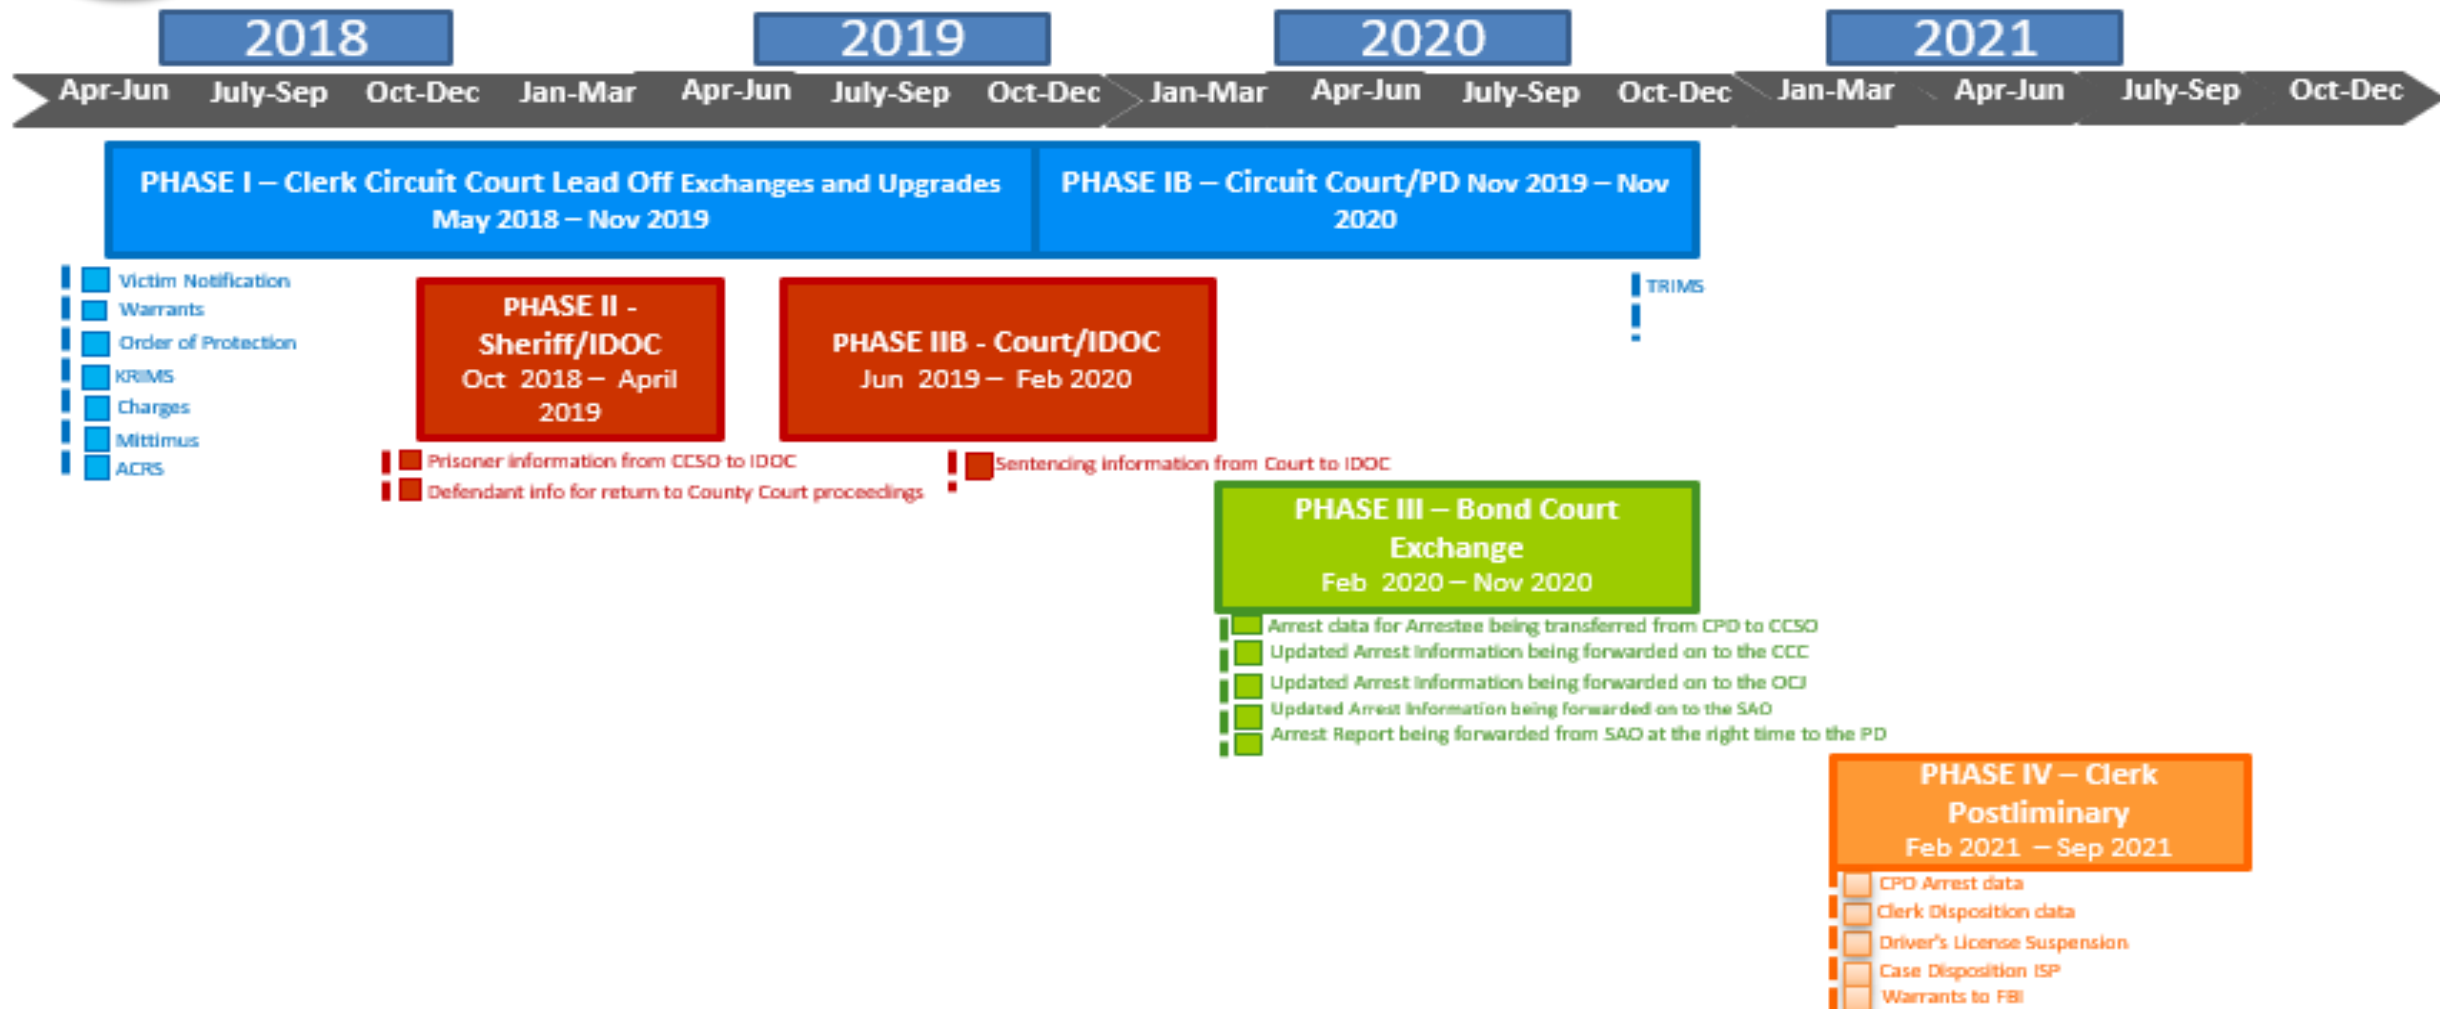 2018
2019
2020
2021
Apr-Jun
July-Sep
Oct-Dec
Jan-Mar
Apr-Jun
July-Sep
Oct-Dec
Jan-Mar
Apr-Jun
July-Sep
Oct-Dec
Jan-Mar
Apr-Jun
July-Sep
Oct-Dec
PHASE I – Clerk Circuit Court Lead Off Exchanges and Upgrades
May 2018 – Nov 2019
PHASE IB – Circuit Court/PD Nov 2019 – Nov
2020
Victim Notification
Warrants
Order of Protection
KRIMS
Charges
Mittimus
ACRS
PHASE II -
Sheriff/IDOC
Oct 2018 – April
2019
PHASE IIB - Court/IDOC
Jun 2019 – Feb 2020
TRIMS
Prisoner information from CCSO to IDOC
Defendant info for return to County Court proceedings
Sentencing information from Court to IDOC
PHASE III – Bond Court
Exchange
Feb 2020 – Nov 2020
Arrest data for Arrestee being transferred from CPD to CCSO
Updated Arrest Information being forwarded on to the CCC
Updated Arrest Information being forwarded on to the OCJ
Updated Arrest Information being forwarded on to the SAO
Arrest Report being forwarded from SAO at the right time to the PD
PHASE IV – Clerk
Postliminary
Feb 2021 – Sep 2021
CPD Arrest data
Clerk Disposition data
Driver's License Suspension
Case Disposition ISP
Warrants to FBI